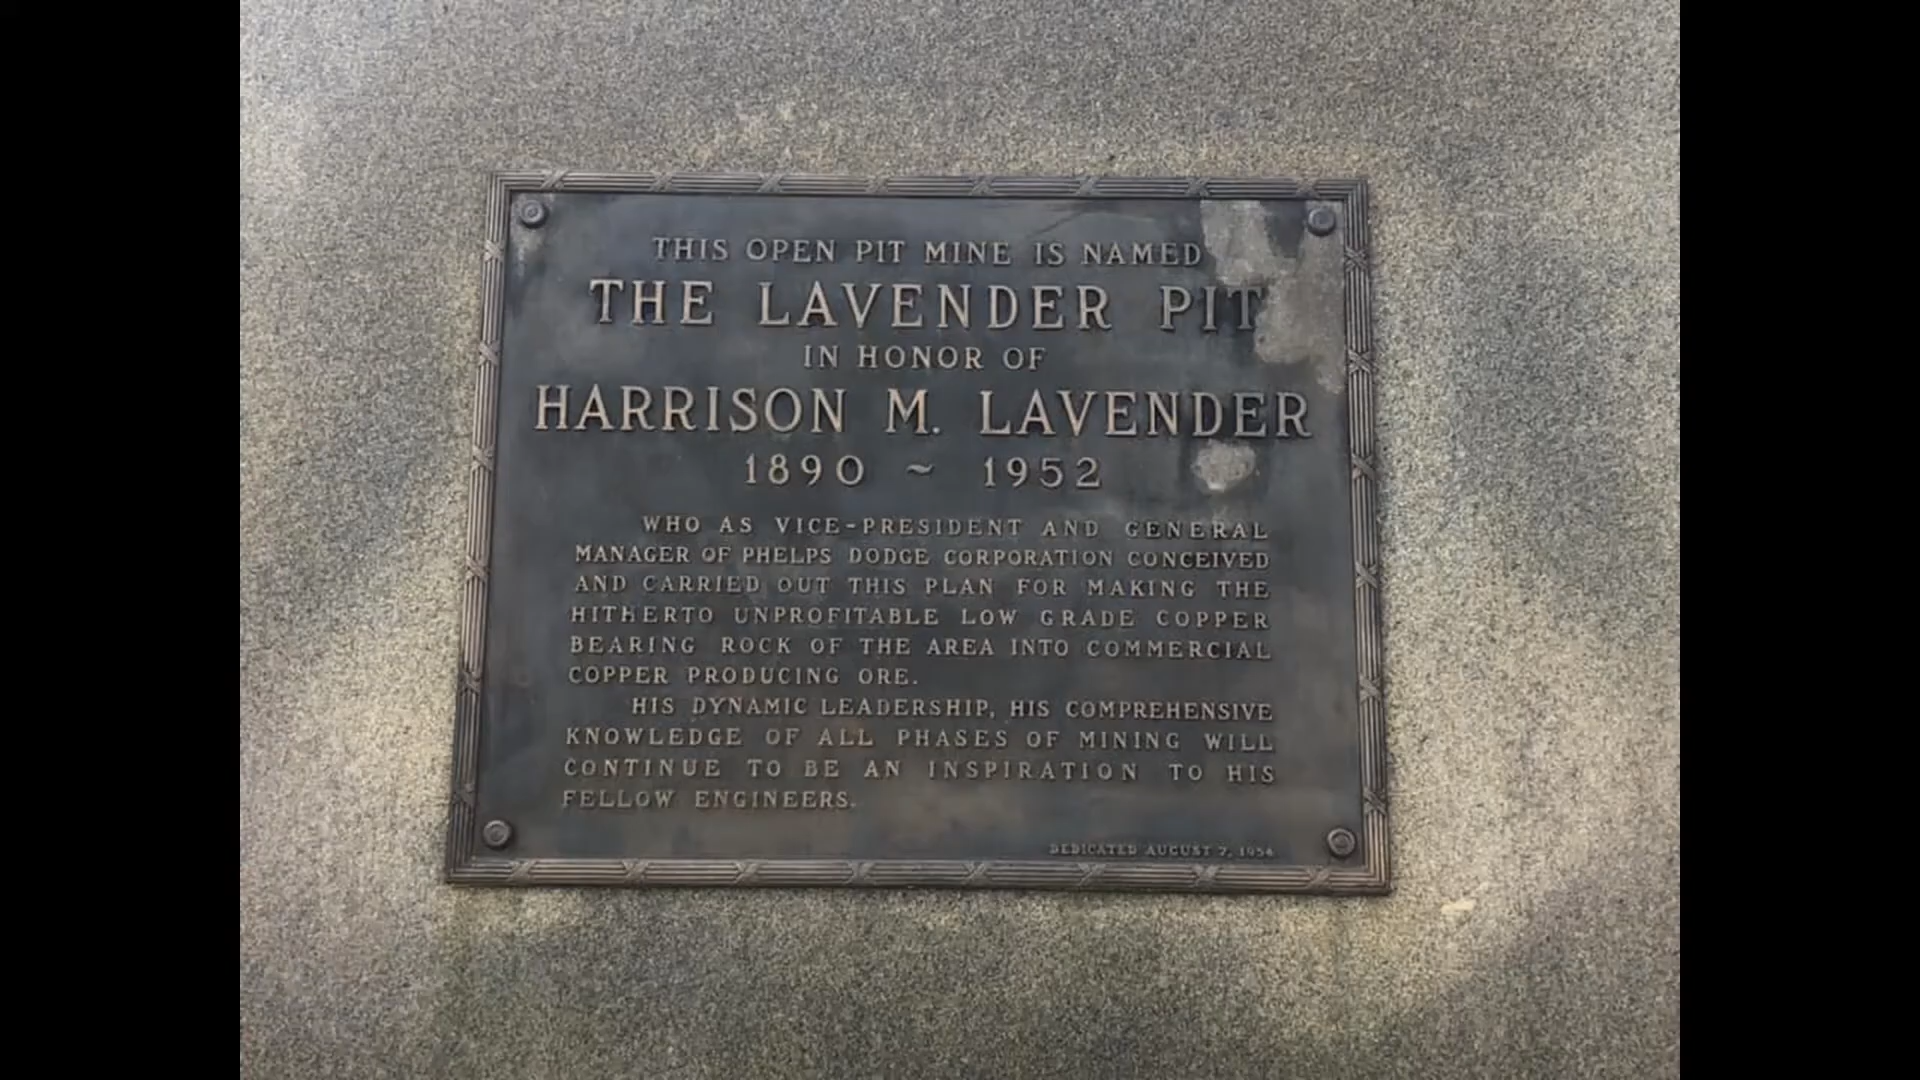 THIS OPEN PIT MINE IS NAMED
THE LAVENDER PIT
IN HONOR OF
HARRISON M. LAVENDER
1890 ~ 1952
WHO AS VICE-PRESIDENT AND GENERAL
MANAGER OF PHELPS DODGE CORPORATION CONCEIVED
AND CARRIED OUT THIS PLAN FOR MAKING THE
HITHERTO UNPROFITABLE LOW GRADE COPPER
BEARING ROCK OF THE AREA INTO COMMERCIAL
COPPER PRODUCING ORE.
HIS DYNAMIC LEADERSHIP, HIS COMPREHENSIVE
KNOWLEDGE OF ALL PHASES OF MINING WILL
CONTINUE TO BE AN INSPIRATION TO HIS
FELLOW ENGINEERS.
DEDICATED AUGUST 7, 1954